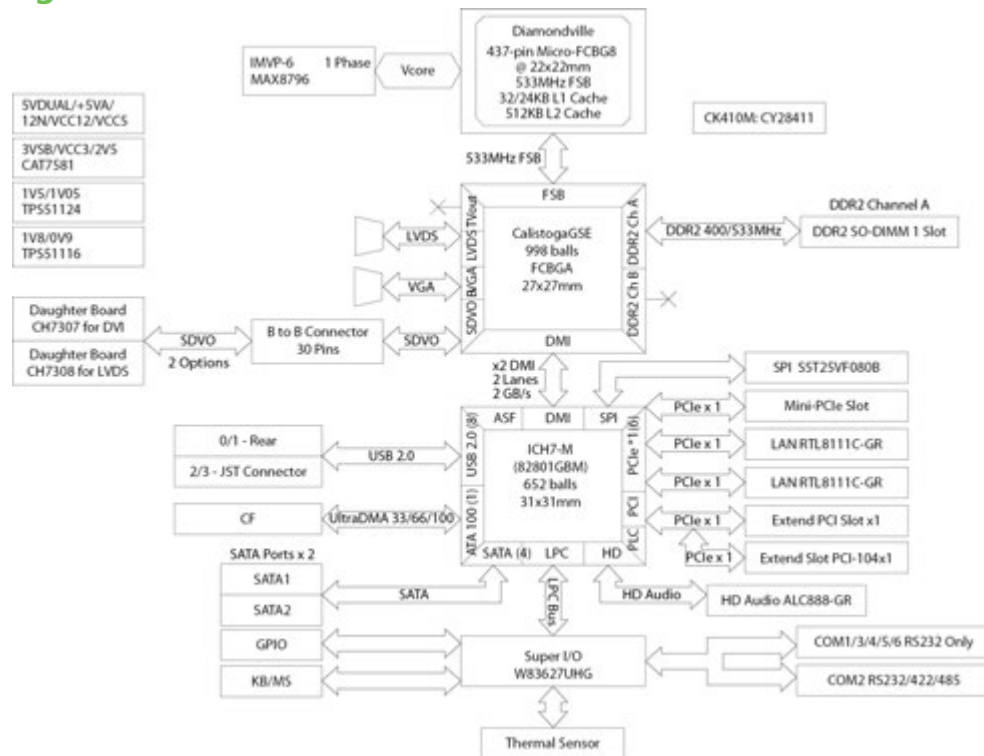 Diamondville
437-pin Micro-FCBG8
@ 22x22mm
533MHz FSB
32/24KB L1 Cache
512KB L2 Cache
IMVP-6 1 Phase
MAX8796
Vcore
5VDUAL/+5VA/
12N/VCC12/VCC5
3VSB/VCC3/2V5
CAT7581
1V5/1V05
TPS51124
1V8/0V9
TPS51116
CK410M: CY28411
533MHz FSB
FSB
TVout
LVDS
VGA
SDVO B
CalistogaGSE
998 balls
FCBGA
27x27mm
DDR2 Ch A
DDR2 Ch B
DMI
LVDS
VGA
DDR2 400/533MHz
DDR2 Channel A
DDR2 SO-DIMM 1 Slot
Daughter Board
CH7307 for DVI
Daughter Board
CH7308 for LVDS
SDVO
2 Options
B to B Connector
30 Pins
SDVO
x2 DMI
2 Lanes
2 GB/s
SPI SST25VF080B
ASF
DMI
SPI
USB 2.0 (8)
ATA 100 (1)
ICH7-M
(82801GBM)
652 balls
31x31mm
PCIe *1(6)
PCI
PLC
SATA (4)
LPC
HD
PCIe x 1
Mini-PCIe Slot
PCIe x 1
LAN RTL8111C-GR
PCIe x 1
LAN RTL8111C-GR
PCIe x 1
Extend PCI Slot x1
PCIe x 1
Extend Slot PCI-104x1
0/1 - Rear
2/3 - JST Connector
USB 2.0
CF
UltraDMA 33/66/100
SATA Ports x 2
SATA1
SATA2
SATA
LPC Bus
HD Audio
HD Audio ALC888-GR
GPIO
KB/MS
Super I/O
W83627UHG
COM1/3/4/5/6 RS232 Only
COM2 RS232/422/485
Thermal Sensor